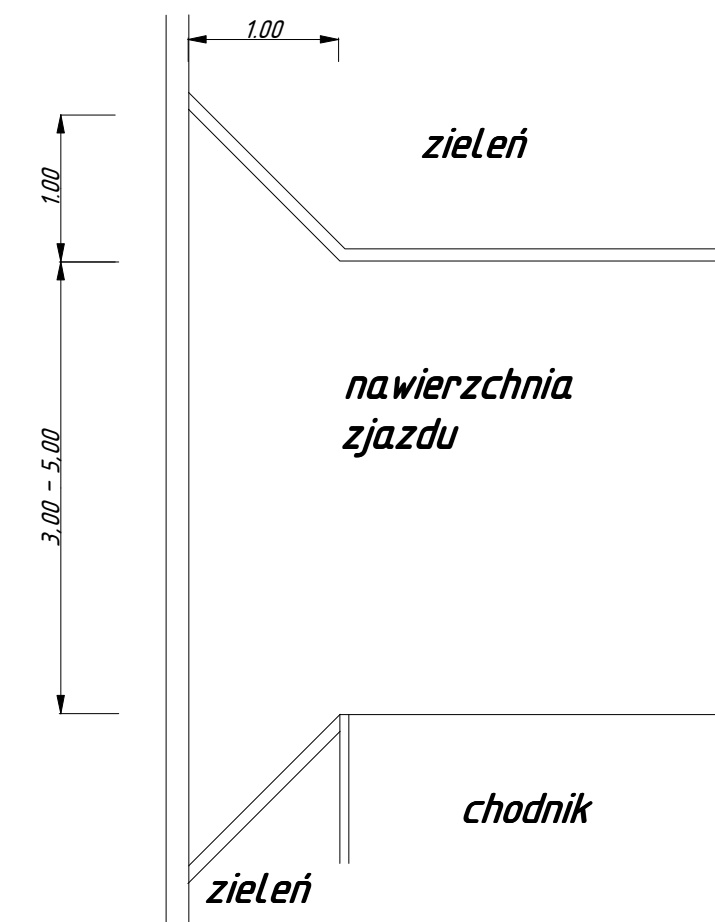 1.00
zieleń
1.00
nawierzchnia
zjazdu
3,00 - 5,00
chodnik
zieleń